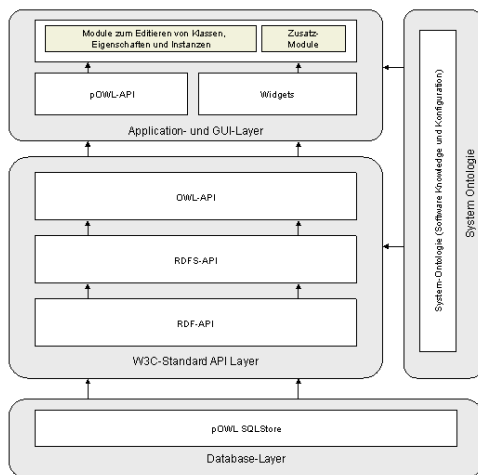 Module zum Editieren von Klassen,
Eigenschaften und Instanzen
Zusatz-
Module
pOWL-API
Widgets
Application- und GUI-Layer
OWL-API
RDFS-API
RDF-API
W3C-Standard API Layer
pOWL SQLStore
Database-Layer
System-Ontologie (Software Knowledge und Konfiguration)
System Ontologie